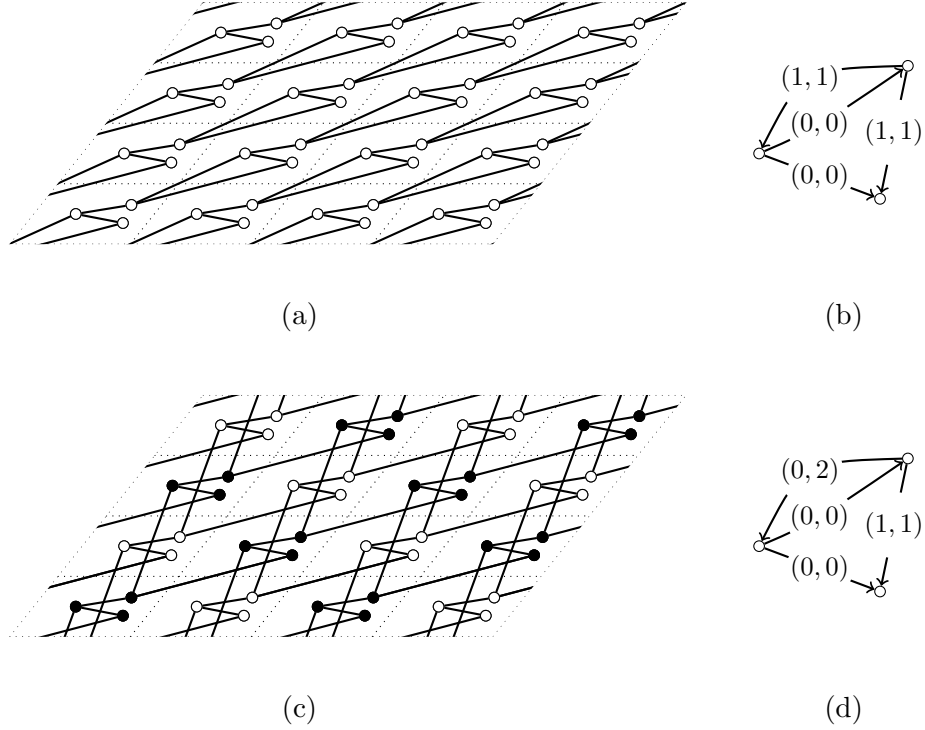 (1, 1)
(0, 0)
(1, 1)
(0, 0)
(a)
(b)
(0, 2)
(0, 0)
(1, 1)
(0, 0)
(c)
(d)